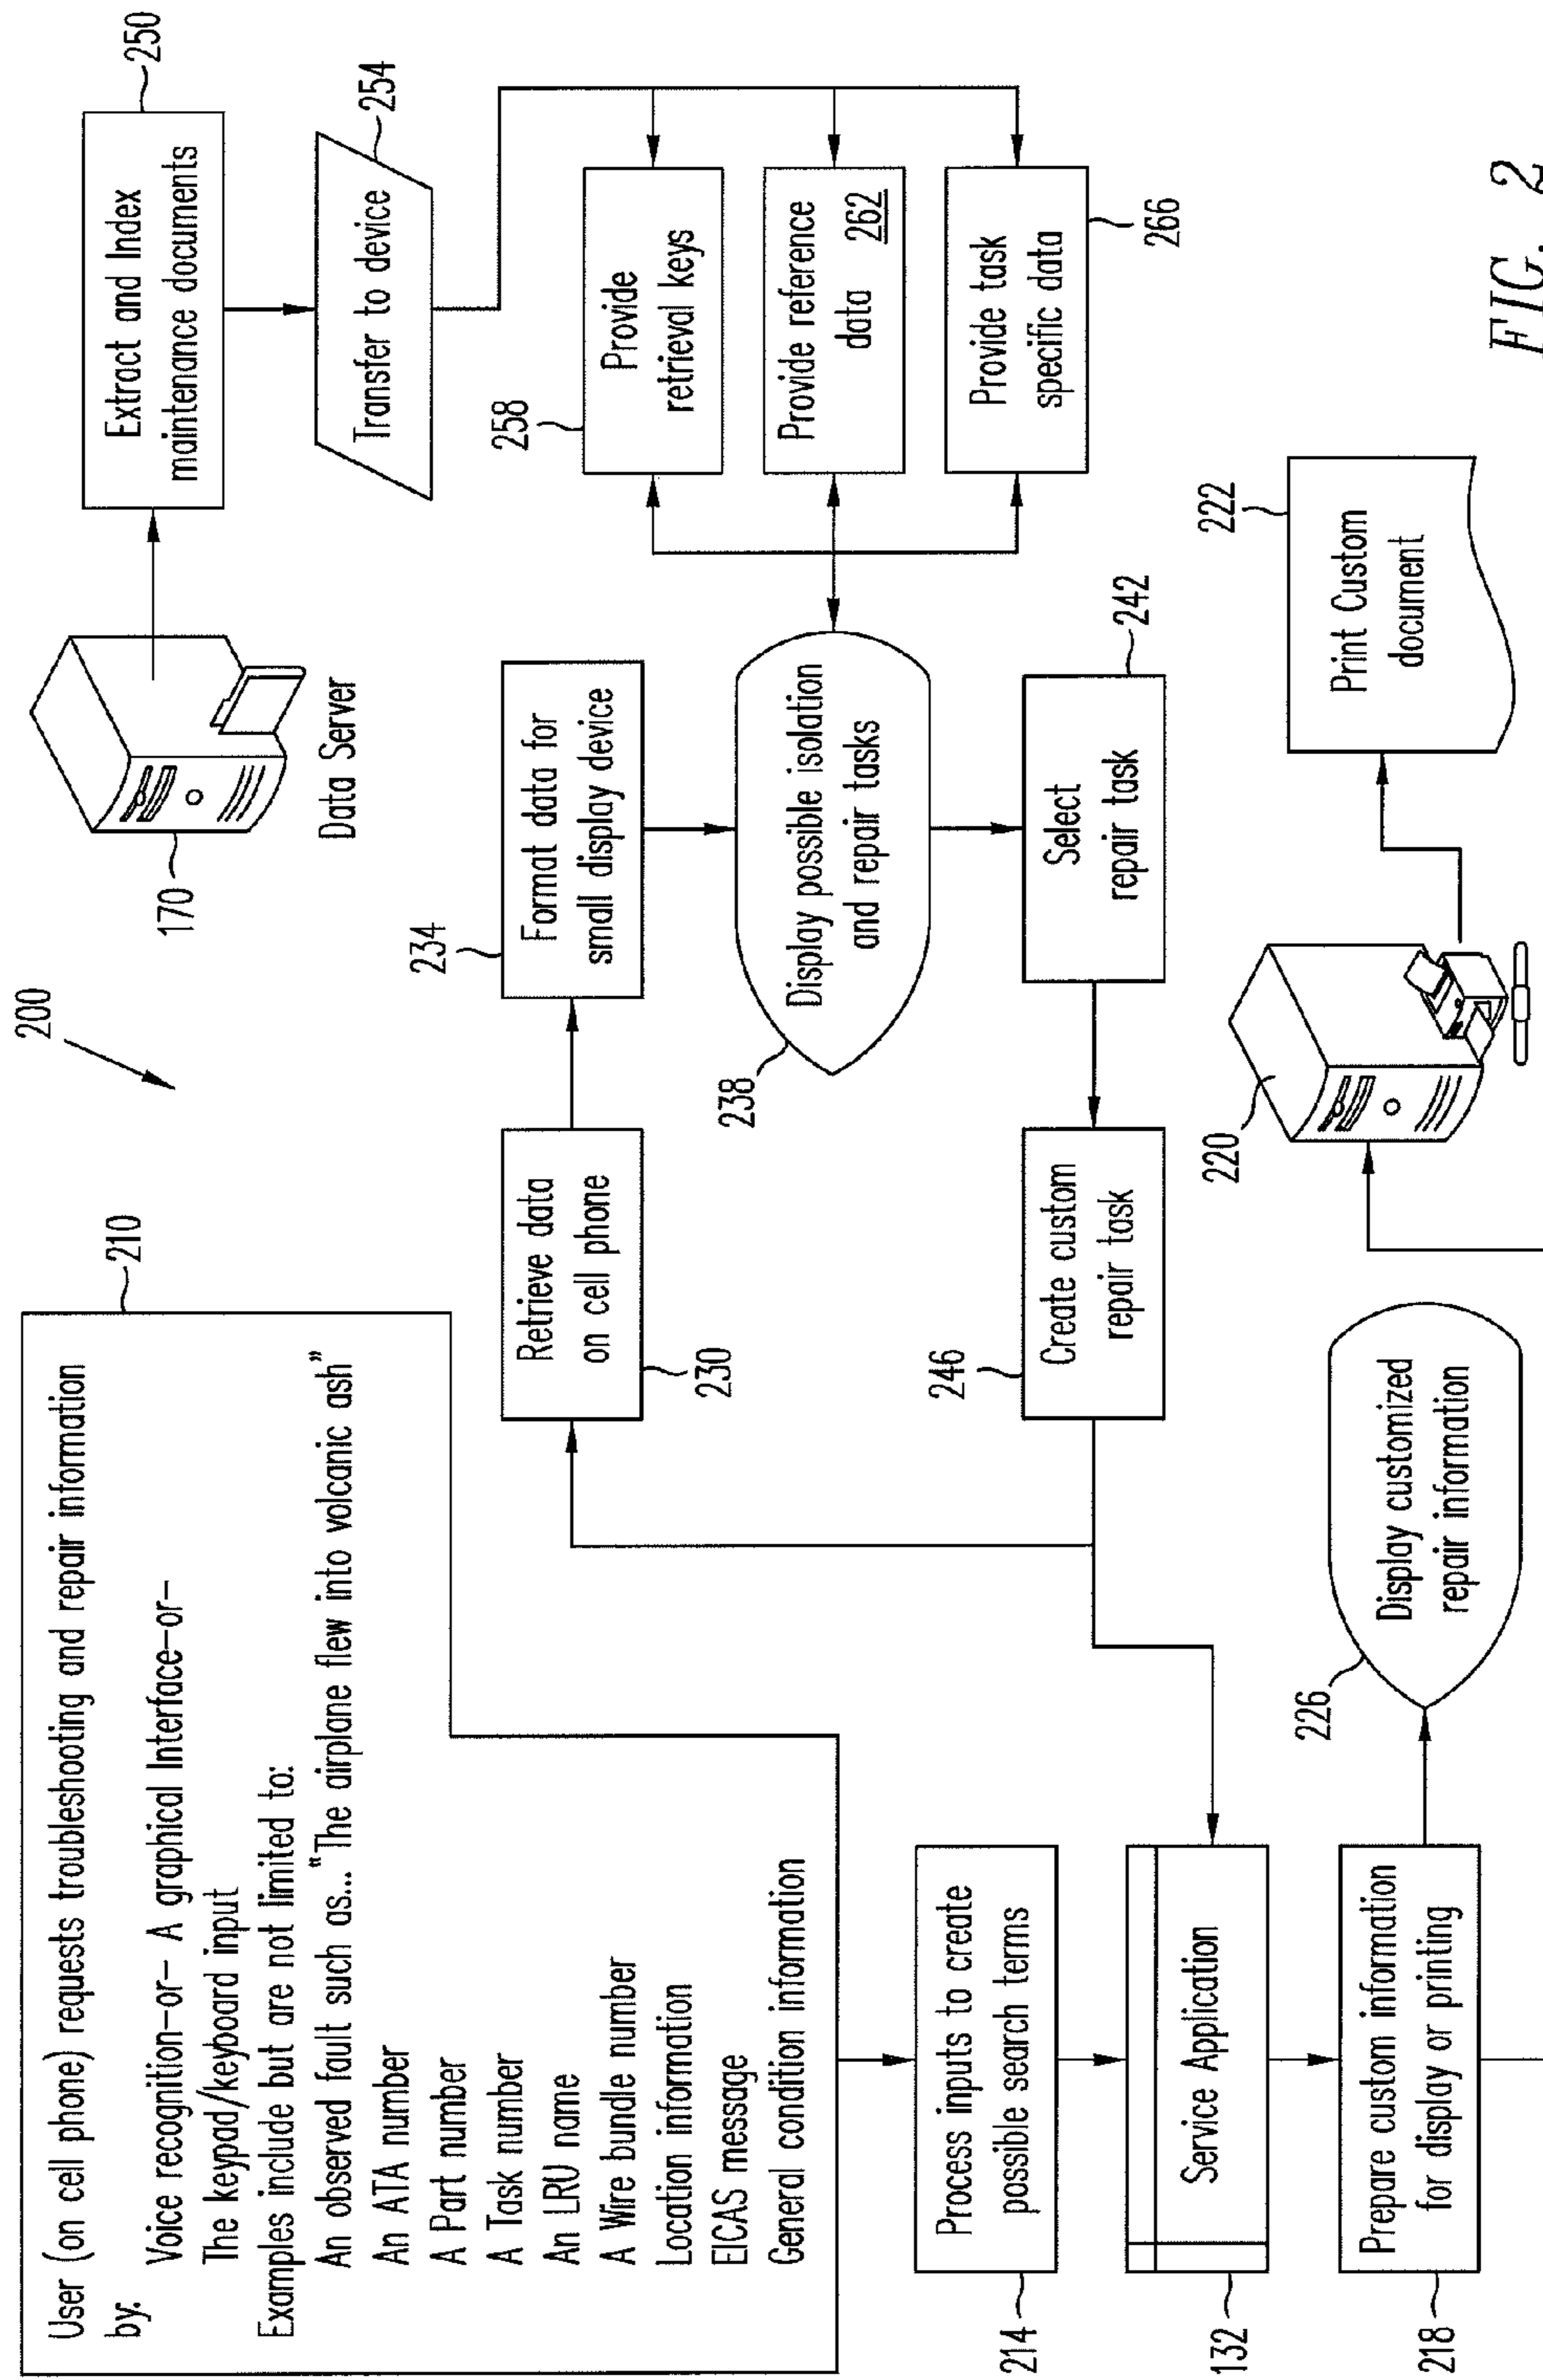 200
User (on cell phone) requests troubleshooting and repair information
by:
Voice recognition-or- A graphical Interface-or-
The keypad/keyboard input
Examples include but are not limited to:
An observed fault such as..."The airplane flew into volcanic ash"
An ATA number
A Part number
A Task number
An LRU name
A Wire bundle number
Location information
EICAS message
General condition information
210
Process inputs to create
possible search terms
214
Service Application
132
Prepare custom information
for display or printing
218
Display customized
repair information
226
220
Print Custom
document
222
Retrieve data
on cell phone
230
Format data for
small display device
234
Display possible isolation
and repair tasks
238
Select
repair task
242
Create custom
repair task
246
170
Data Server
Extract and Index
maintenance documents
250
Transfer to device
254
Provide
retrieval keys
258
Provide reference
data 262
Provide task
specific data
266
FIG. 2